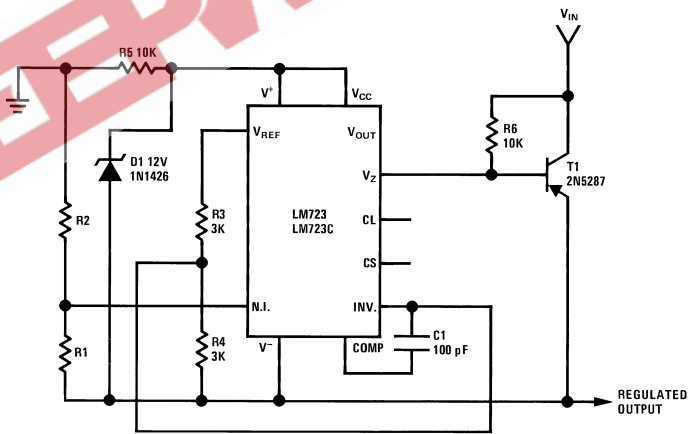 V_IN
R5 10K
V+
V_CC
V_REF
V_OUT
R6
10K
D1 12V
1N1426
V_Z
T1
2N5287
R2
R3
3K
LM723
LM723C
CL
CS
N.I.
INV.
R1
R4
3K
V−
COMP
C1
100 pF
REGULATED
OUTPUT